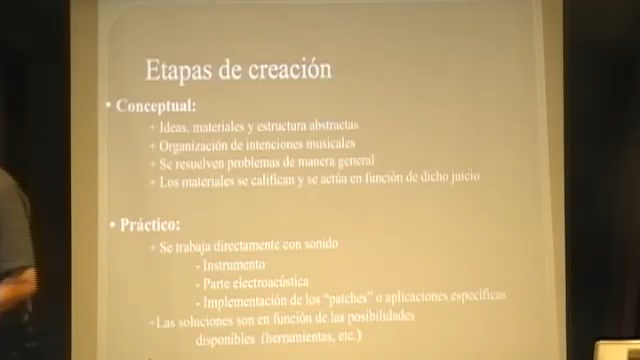 Etapas de creación
• Conceptual:
+ Ideas, materiales y estructura abstractas
+ Organización de intenciones musicales
+ Se resuelven problemas de manera general
+ Los materiales se califican y se actúa en función de dicho juicio
• Práctico:
+ Se trabaja directamente con sonido
- Instrumento
- Parte electroacústica
- Implementación de los "patches" o aplicaciones específicas
+Las soluciones son en función de las posibilidades
disponibles (herramientas, etc.)